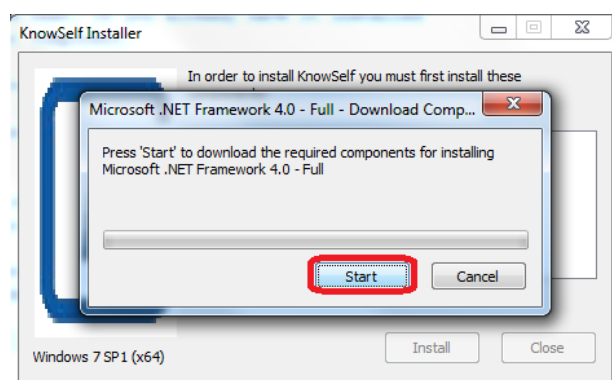 KnowSelf Installer
In order to install KnowSelf you must first install these
Microsoft .NET Framework 4.0 - Full - Download Comp...
Press 'Start' to download the required components for installing
Microsoft .NET Framework 4.0 - Full
Start
Cancel
Install
Close
Windows 7 SP1 (x64)